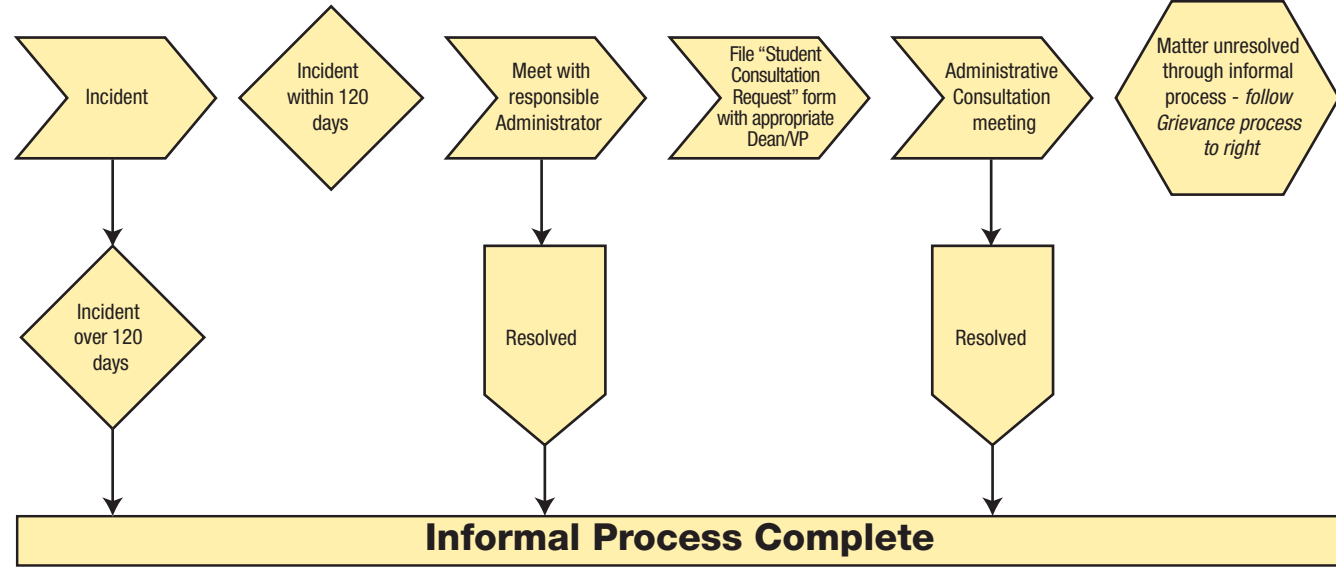 Incident
Incident
within 120
days
Meet with
responsible
Administrator
File “Student
Consultation
Request” form
with appropriate
Dean/VP
Administrative
Consultation
meeting
Matter unresolved
through informal
process - follow
Grievance process
to right
Incident
over 120
days
Resolved
Resolved
Informal Process Complete